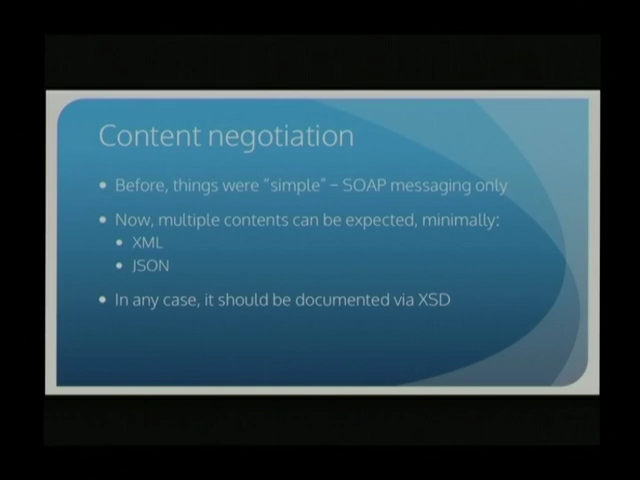 Content negotiation
• Before, things were “simple” – SOAP messaging only
• Now, multiple contents can be expected, minimally:
• XML
• JSON
• In any case, it should be documented via XSD